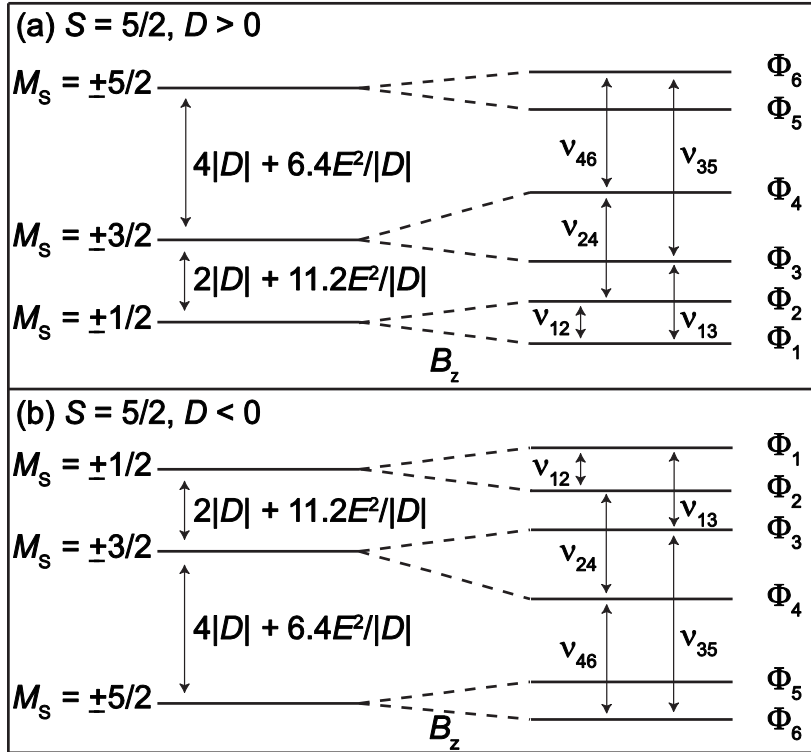 (a) S = 5/2, D > 0
M_S = ±5/2
4|D| + 6.4E²/|D|
M_S = ±3/2
2|D| + 11.2E²/|D|
M_S = ±1/2
B_z
ν₄₆
ν₃₅
ν₂₄
ν₁₂
ν₁₃
Φ₆
Φ₅
Φ₄
Φ₃
Φ₂
Φ₁
(b) S = 5/2, D < 0
M_S = ±1/2
2|D| + 11.2E²/|D|
M_S = ±3/2
4|D| + 6.4E²/|D|
M_S = ±5/2
B_z
ν₁₂
ν₁₃
ν₂₄
ν₄₆
ν₃₅
Φ₁
Φ₂
Φ₃
Φ₄
Φ₅
Φ₆